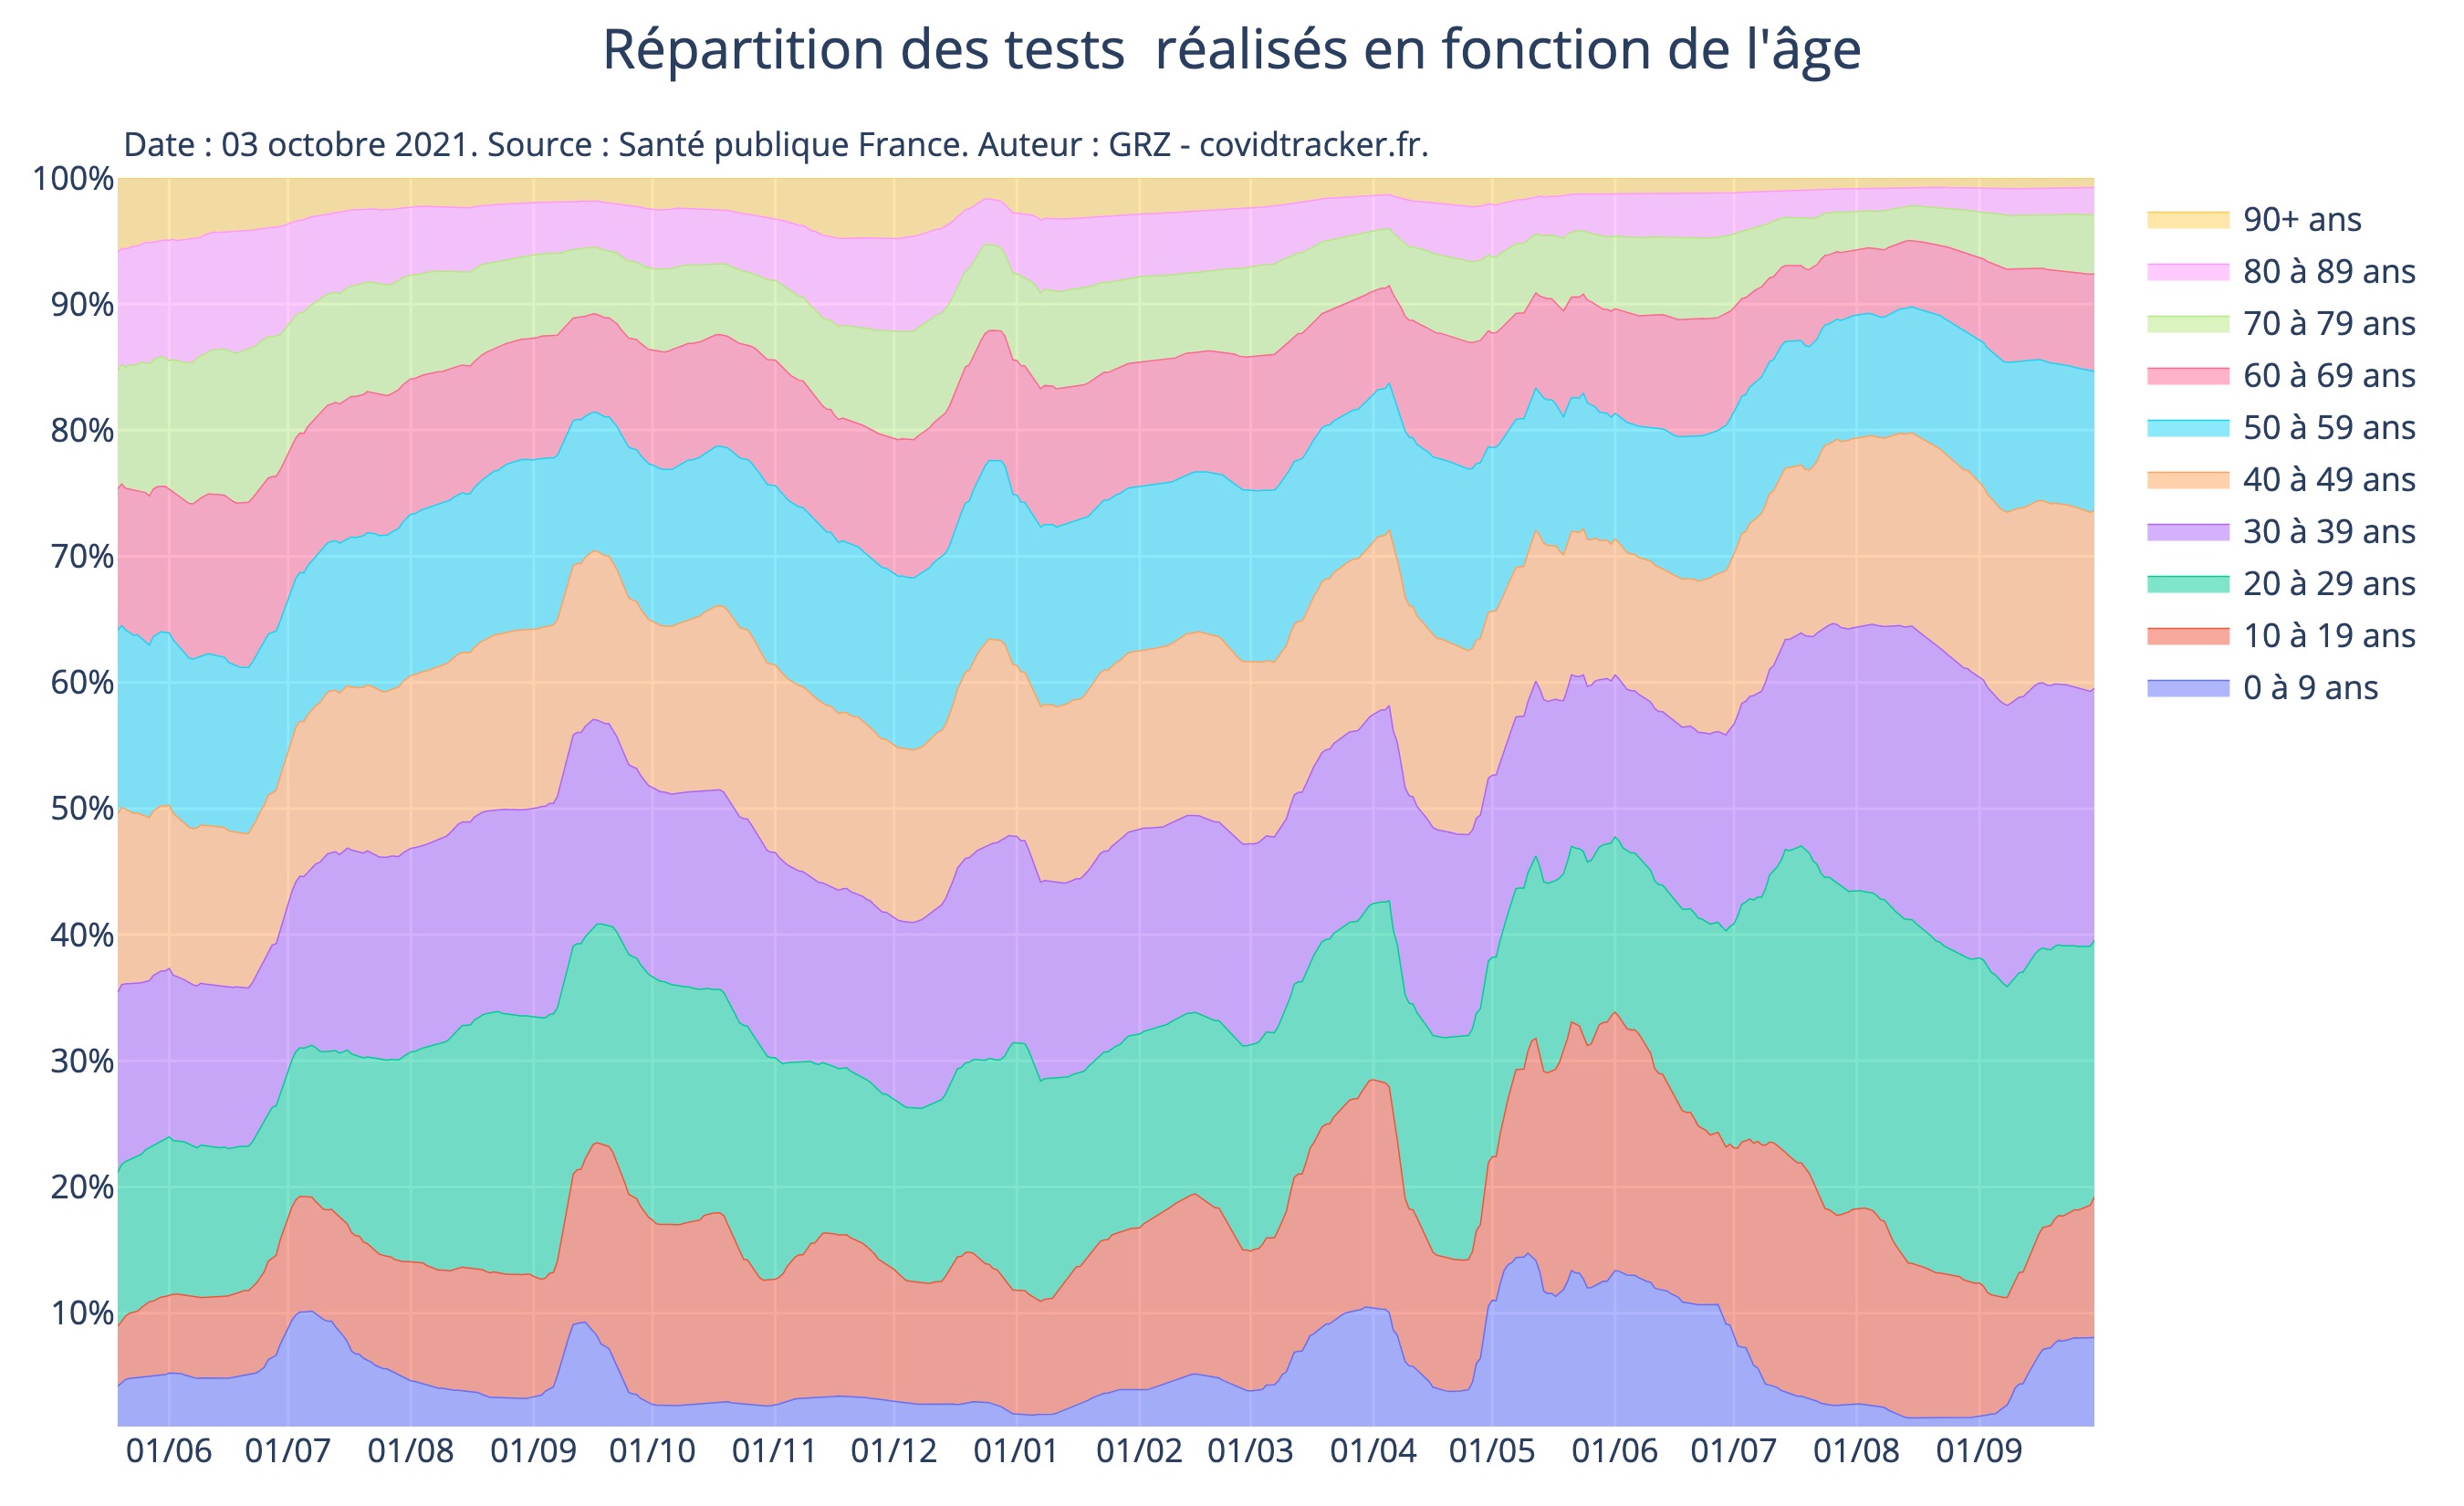 Répartition des tests  réalisés en fonction de l'âge
Date : 03 octobre 2021. Source : Santé publique France. Auteur : GRZ - covidtracker.fr.
100%
90%
80%
70%
60%
50%
40%
30%
20%
10%
01/06 01/07 01/08 01/09 01/10 01/11 01/12 01/01 01/02 01/03 01/04 01/05 01/06 01/07 01/08 01/09
90+ ans
80 à 89 ans
70 à 79 ans
60 à 69 ans
50 à 59 ans
40 à 49 ans
30 à 39 ans
20 à 29 ans
10 à 19 ans
0 à 9 ans